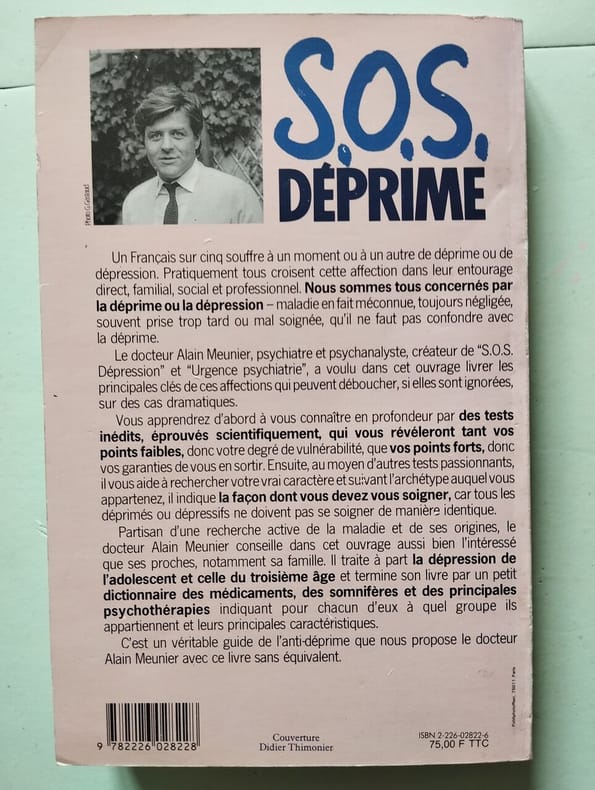 S.O.S.
DÉPRIME
Un Français sur cinq souffre à un moment ou à un autre de déprime ou de
dépression. Pratiquement tous croisent cette affection dans leur entourage
direct, familial, social et professionnel. Nous sommes tous concernés par
la déprime ou la dépression – maladie en fait méconnue, toujours négligée,
souvent prise trop tard ou mal soignée, qu'il ne faut pas confondre avec
la déprime.
Le docteur Alain Meunier, psychiatre et psychanalyste, créateur de “S.O.S.
Dépression” et “Urgence psychiatrie”, a voulu dans cet ouvrage livrer les
principales clés de ces affections qui peuvent déboucher, si elles sont ignorées,
sur des cas dramatiques.
Vous apprendrez d'abord à vous connaître en profondeur par des tests
inédits, éprouvés scientifiquement, qui vous révéleront tant vos
points faibles, donc votre degré de vulnérabilité, que vos points forts, donc
vos garanties de vous en sortir. Ensuite, au moyen d'autres tests passionnants,
il vous aide à rechercher votre vrai caractère et suivant l'archétype auquel vous
appartenez, il indique la façon dont vous devez vous soigner, car tous les
déprimés ou dépressifs ne doivent pas se soigner de manière identique.
Partisan d'une recherche active de la maladie et de ses origines, le
docteur Alain Meunier conseille dans cet ouvrage aussi bien l'intéressé
que ses proches, notamment sa famille. Il traite à part la dépression de
l'adolescent et celle du troisième âge et termine son livre par un petit
dictionnaire des médicaments, des somnifères et des principales
psychothérapies indiquant pour chacun d'eux à quel groupe ils
appartiennent et leurs principales caractéristiques.
C'est un véritable guide de l'anti-déprime que nous propose le docteur
Alain Meunier avec ce livre sans équivalent.
9 782226 028228
Couverture
Didier Thimonier
ISBN 2-226-02822-6
75,00 F TTC